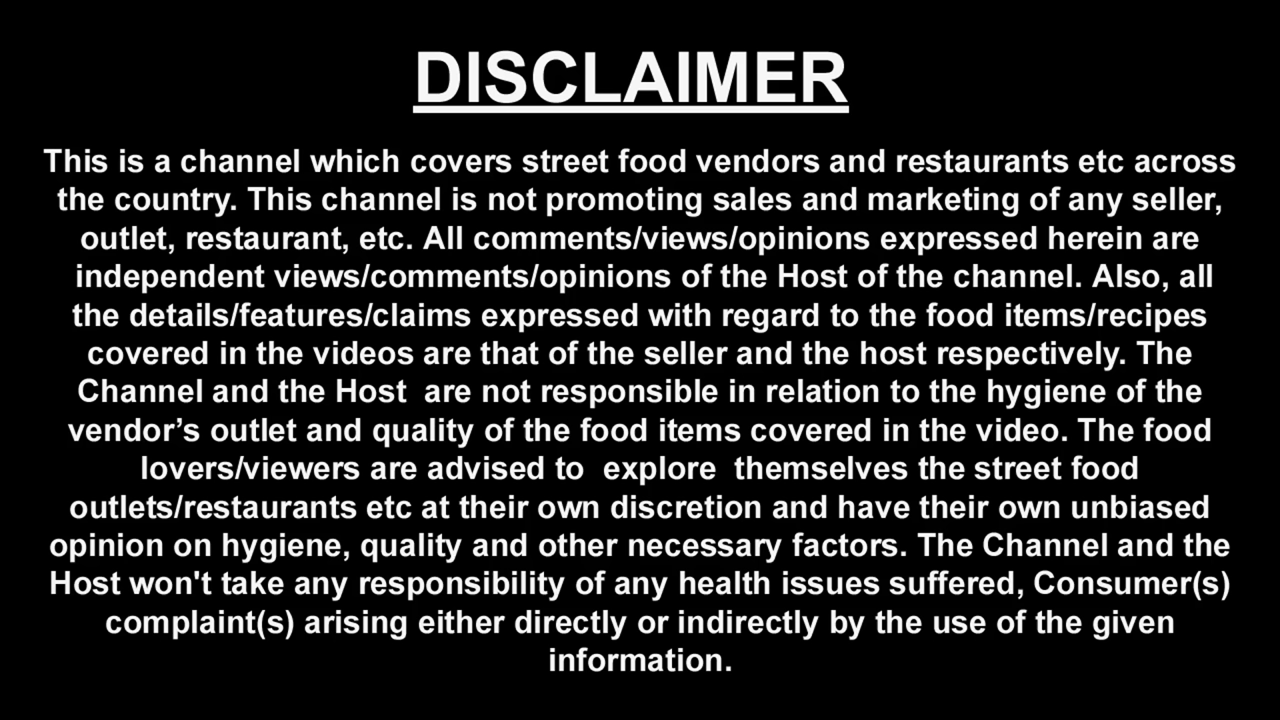 DISCLAIMER
This is a channel which covers street food vendors and restaurants etc across
the country. This channel is not promoting sales and marketing of any seller,
outlet, restaurant, etc. All comments/views/opinions expressed herein are
independent views/comments/opinions of the Host of the channel. Also, all
the details/features/claims expressed with regard to the food items/recipes
covered in the videos are that of the seller and the host respectively. The
Channel and the Host  are not responsible in relation to the hygiene of the
vendor’s outlet and quality of the food items covered in the video. The food
lovers/viewers are advised to  explore  themselves the street food
outlets/restaurants etc at their own discretion and have their own unbiased
opinion on hygiene, quality and other necessary factors. The Channel and the
Host won't take any responsibility of any health issues suffered, Consumer(s)
complaint(s) arising either directly or indirectly by the use of the given
information.